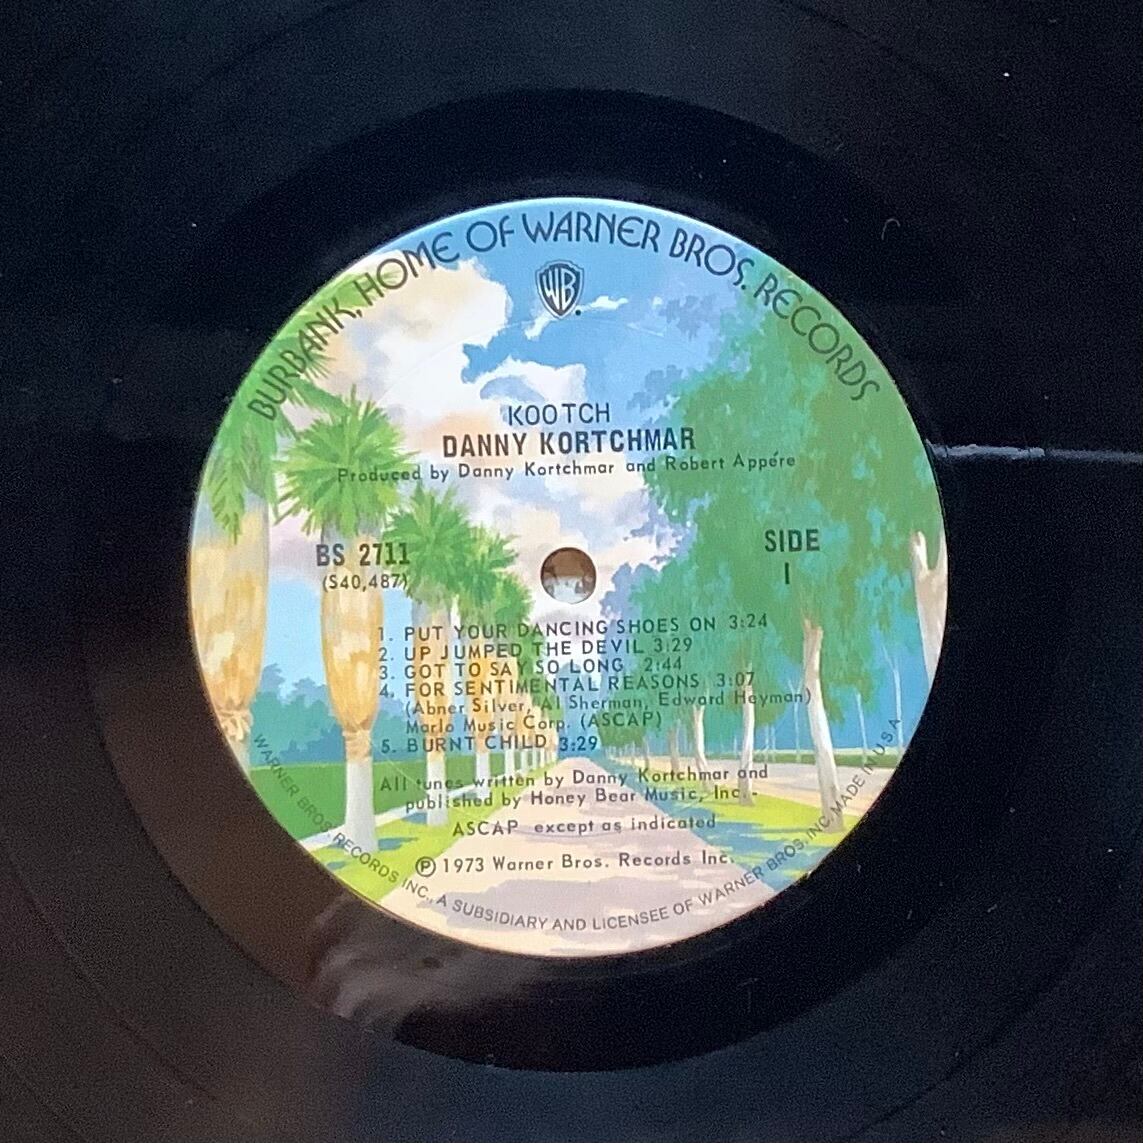 BURBANK, HOME OF WARNER BROS. RECORDS
WB
KOOTCH
DANNY KORTCHMAR
Produced by Danny Kortchmar and Robert Appére
BS 2711
(S40,487)
SIDE
1
1. PUT YOUR DANCING SHOES ON 3:24
2. UP JUMPED THE DEVIL 3:29
3. GOT TO SAY SO LONG 2:44
4. FOR SENTIMENTAL REASONS 3:07
(Abner Silver, Al Sherman, Edward Heyman)
Marlo Music Corp. (ASCAP)
5. BURNT CHILD 3:29
All tunes written by Danny Kortchmar and
published by Honey Bear Music, Inc.-
ASCAP except as indicated
℗ 1973 Warner Bros. Records Inc.
WARNER BROS. RECORDS INC., A SUBSIDIARY AND LICENSEE OF WARNER BROS. INC. MADE IN U.S.A.